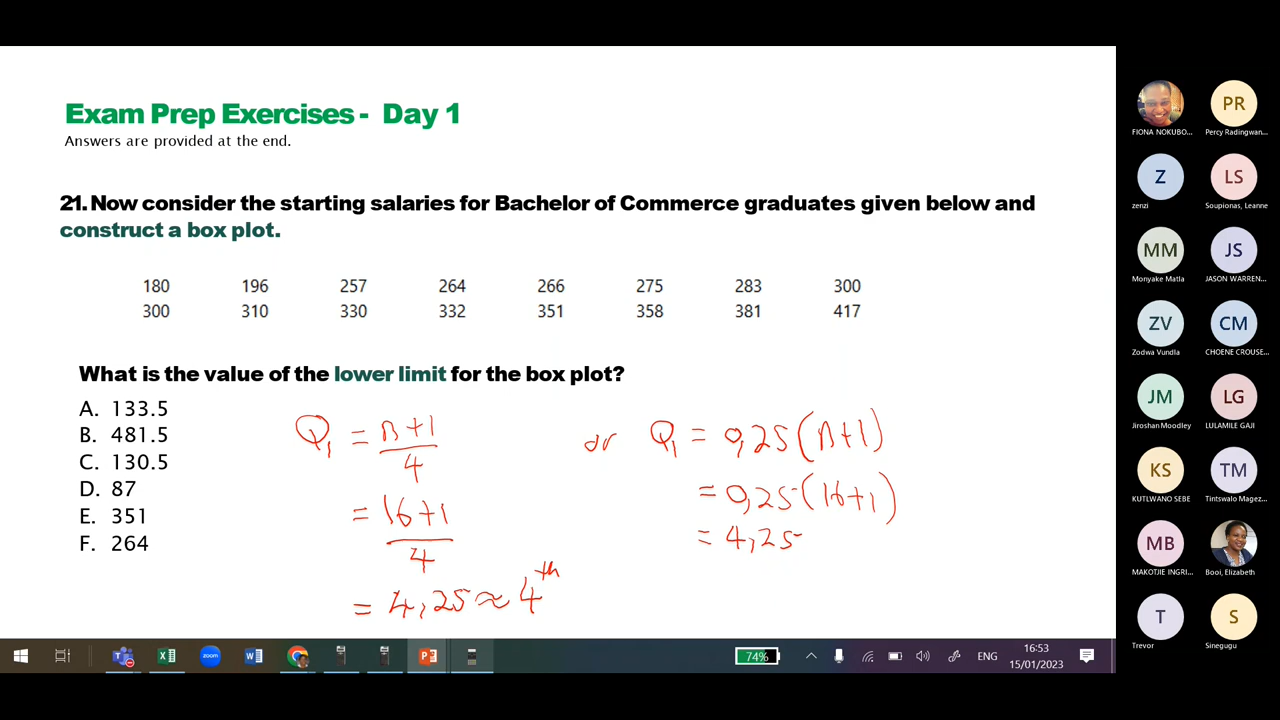 Exam Prep Exercises - Day 1
Answers are provided at the end.
21. Now consider the starting salaries for Bachelor of Commerce graduates given below and
construct a box plot.
180 196 257 264 266 275 283 300
300 310 330 332 351 358 381 417
What is the value of the lower limit for the box plot?
A. 133.5
B. 481.5
C. 130.5
D. 87
E. 351
F. 264
Q₁ = n+1
4
= 16+1
4
= 4,25 ≈ 4th
or Q₁ = 0,25(n+1)
= 0,25(16+1)
= 4,25
FIONA NOKUBO...
PR
Percy Radingwan...
Z
zenzi
LS
Soupionas, Leanne
MM
Monyake Matla
JS
JASON WARREN...
ZV
Zodwa Vundla
CM
CHOENE CROUSE...
JM
Jiroshan Moodley
LG
LULAMILE GAJI
KS
KUTLWANO SEBE
TM
Tintswalo Magez...
MB
MAKOTJIE INGRI...
Booi, Elizabeth
T
Trevor
S
Sinegugu
zoom
74%
ENG
16:53
15/01/2023